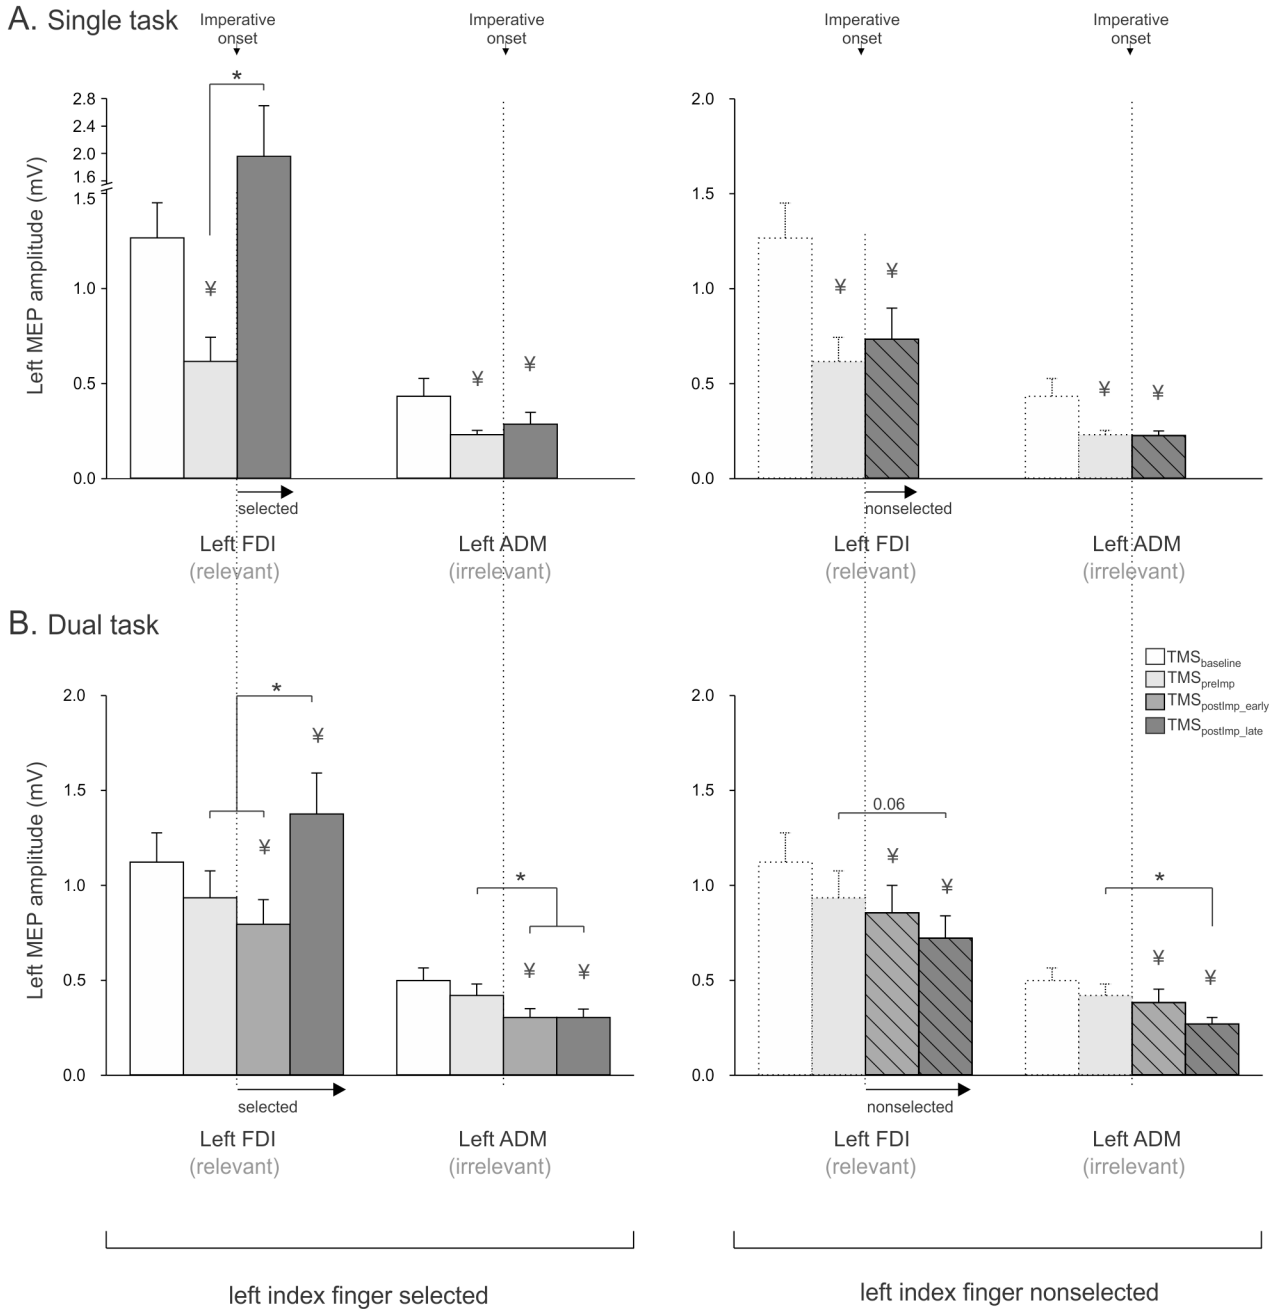 A. Single task
Imperative onset
Imperative onset
Imperative onset
Imperative onset
Left MEP amplitude (mV)
2.8
2.4
2.0
1.6
1.5
1.0
0.5
0.0
*
¥
¥
¥
selected
Left FDI
(relevant)
Left ADM
(irrelevant)
2.0
1.5
1.0
0.5
0.0
¥
¥
¥
¥
nonselected
Left FDI
(relevant)
Left ADM
(irrelevant)
B. Dual task
Left MEP amplitude (mV)
2.0
1.5
1.0
0.5
0.0
*
¥
¥
*
¥
¥
selected
Left FDI
(relevant)
Left ADM
(irrelevant)
TMSbaseline
TMSpreImp
TMSpostImp_early
TMSpostImp_late
2.0
1.5
1.0
0.5
0.0
0.06
¥
¥
*
¥
¥
nonselected
Left FDI
(relevant)
Left ADM
(irrelevant)
left index finger selected
left index finger nonselected